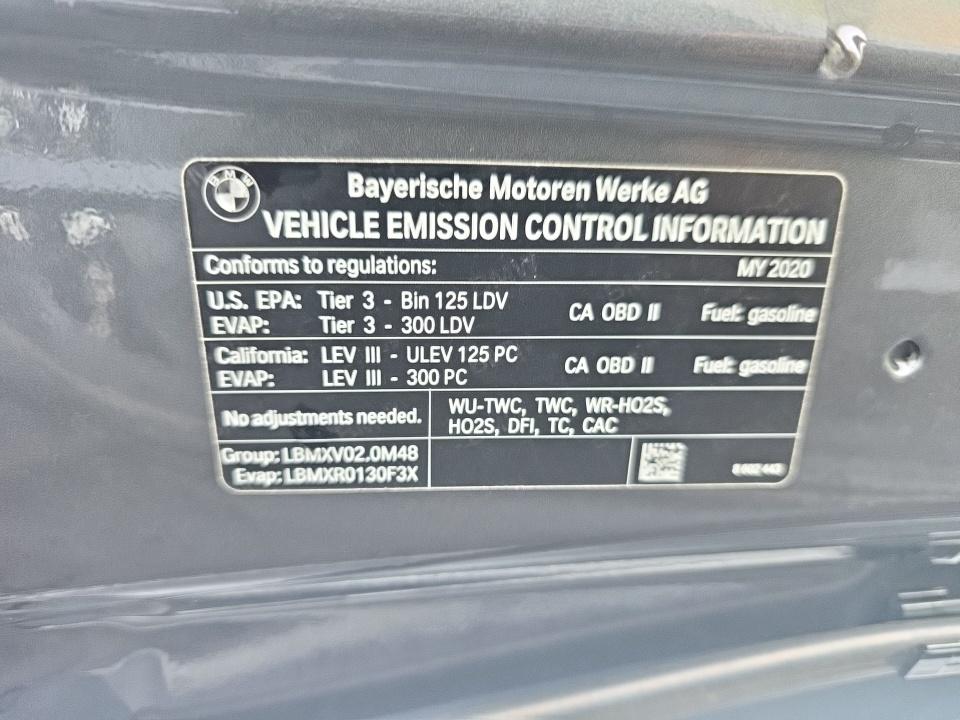 BMW
Bayerische Motoren Werke AG
VEHICLE EMISSION CONTROL INFORMATION
Conforms to regulations: MY 2020
U.S. EPA: Tier 3 - Bin 125 LDV CA OBD II Fuel: gasoline
EVAP: Tier 3 - 300 LDV
California: LEV III - ULEV 125 PC CA OBD II Fuel: gasoline
EVAP: LEV III - 300 PC
No adjustments needed. WU-TWC, TWC, WR-HO2S,
HO2S, DFI, TC, CAC
Group: LBMXV02.0M48
Evap: LBMXR0130F3X